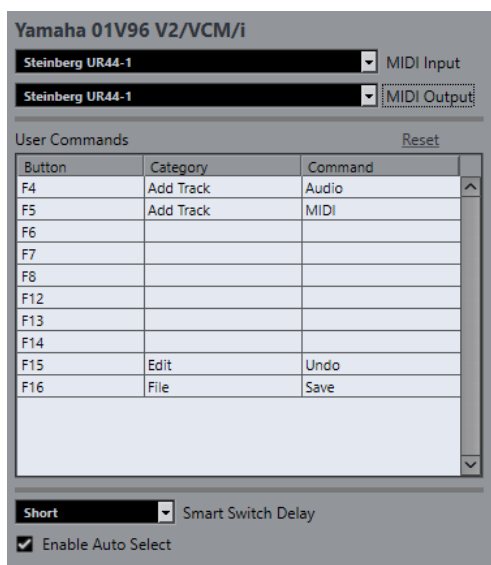 Yamaha 01V96 V2/VCM/i
Steinberg UR44-1 MIDI Input
Steinberg UR44-1 MIDI Output
User Commands Reset
Button Category Command
F4 Add Track Audio
F5 Add Track MIDI
F6
F7
F8
F12
F13
F14
F15 Edit Undo
F16 File Save
Short Smart Switch Delay
Enable Auto Select